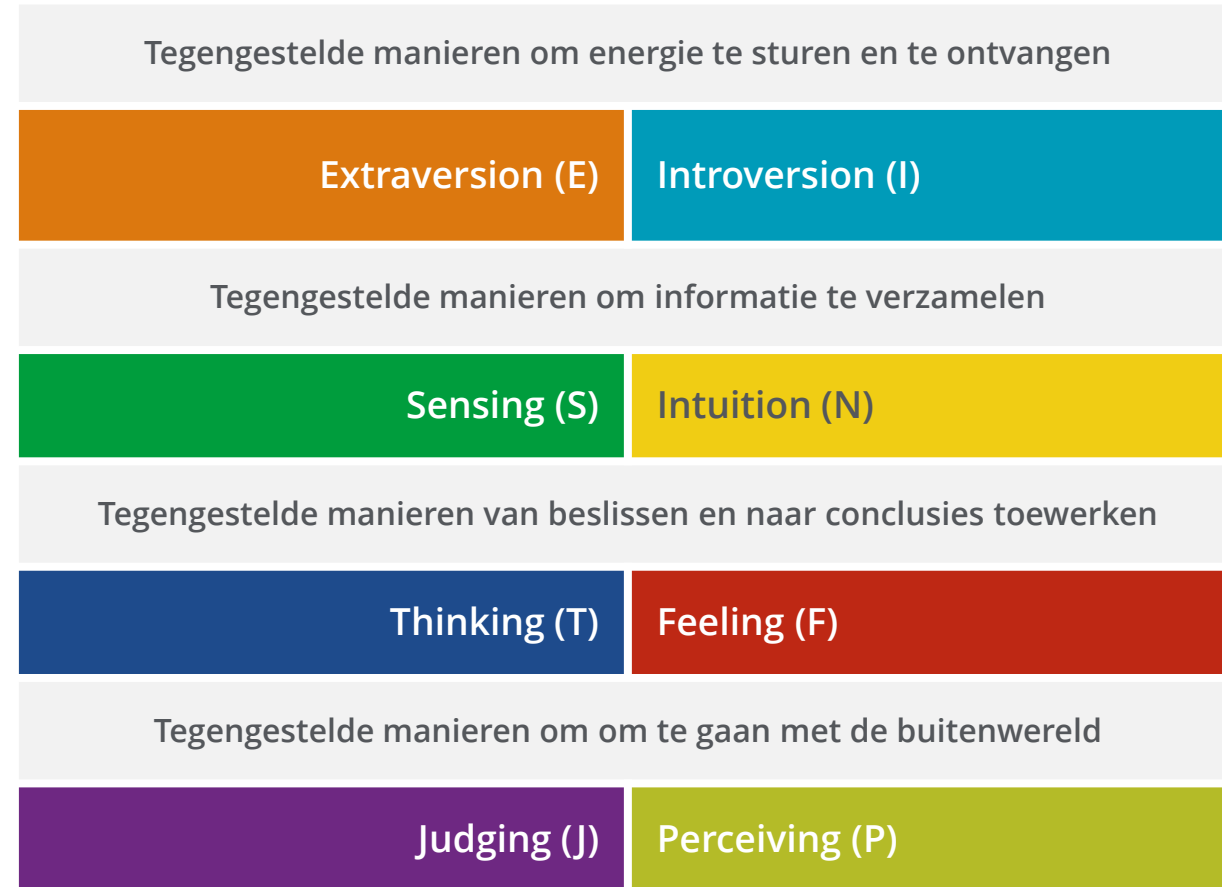 Tegengestelde manieren om energie te sturen en te ontvangen
Extraversion (E)
Introversion (I)
Tegengestelde manieren om informatie te verzamelen
Sensing (S)
Intuition (N)
Tegengestelde manieren van beslissen en naar conclusies toewerken
Thinking (T)
Feeling (F)
Tegengestelde manieren om om te gaan met de buitenwereld
Judging (J)
Perceiving (P)